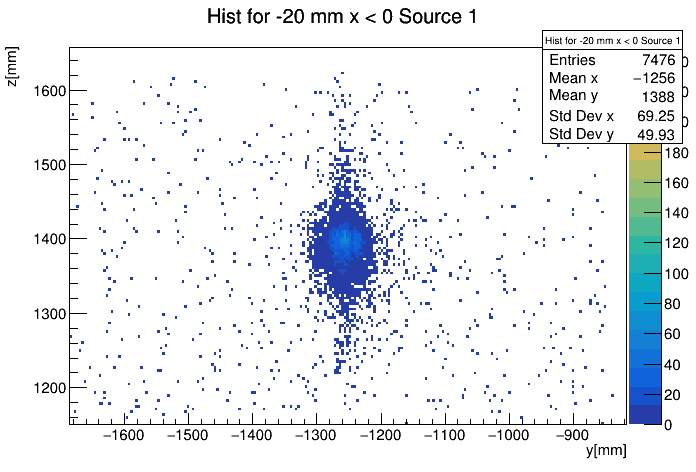 Hist for -20 mm x < 0 Source 1
Hist for -20 mm x < 0 Source 1
Entries 7476
Mean x −1256
Mean y 1388
Std Dev x 69.25
Std Dev y 49.93
z[mm]
1600
1500
1400
1300
1200
−1600 −1500 −1400 −1300 −1200 −1100 −1000 −900
y[mm]
180
160
140
120
100
80
60
40
20
0